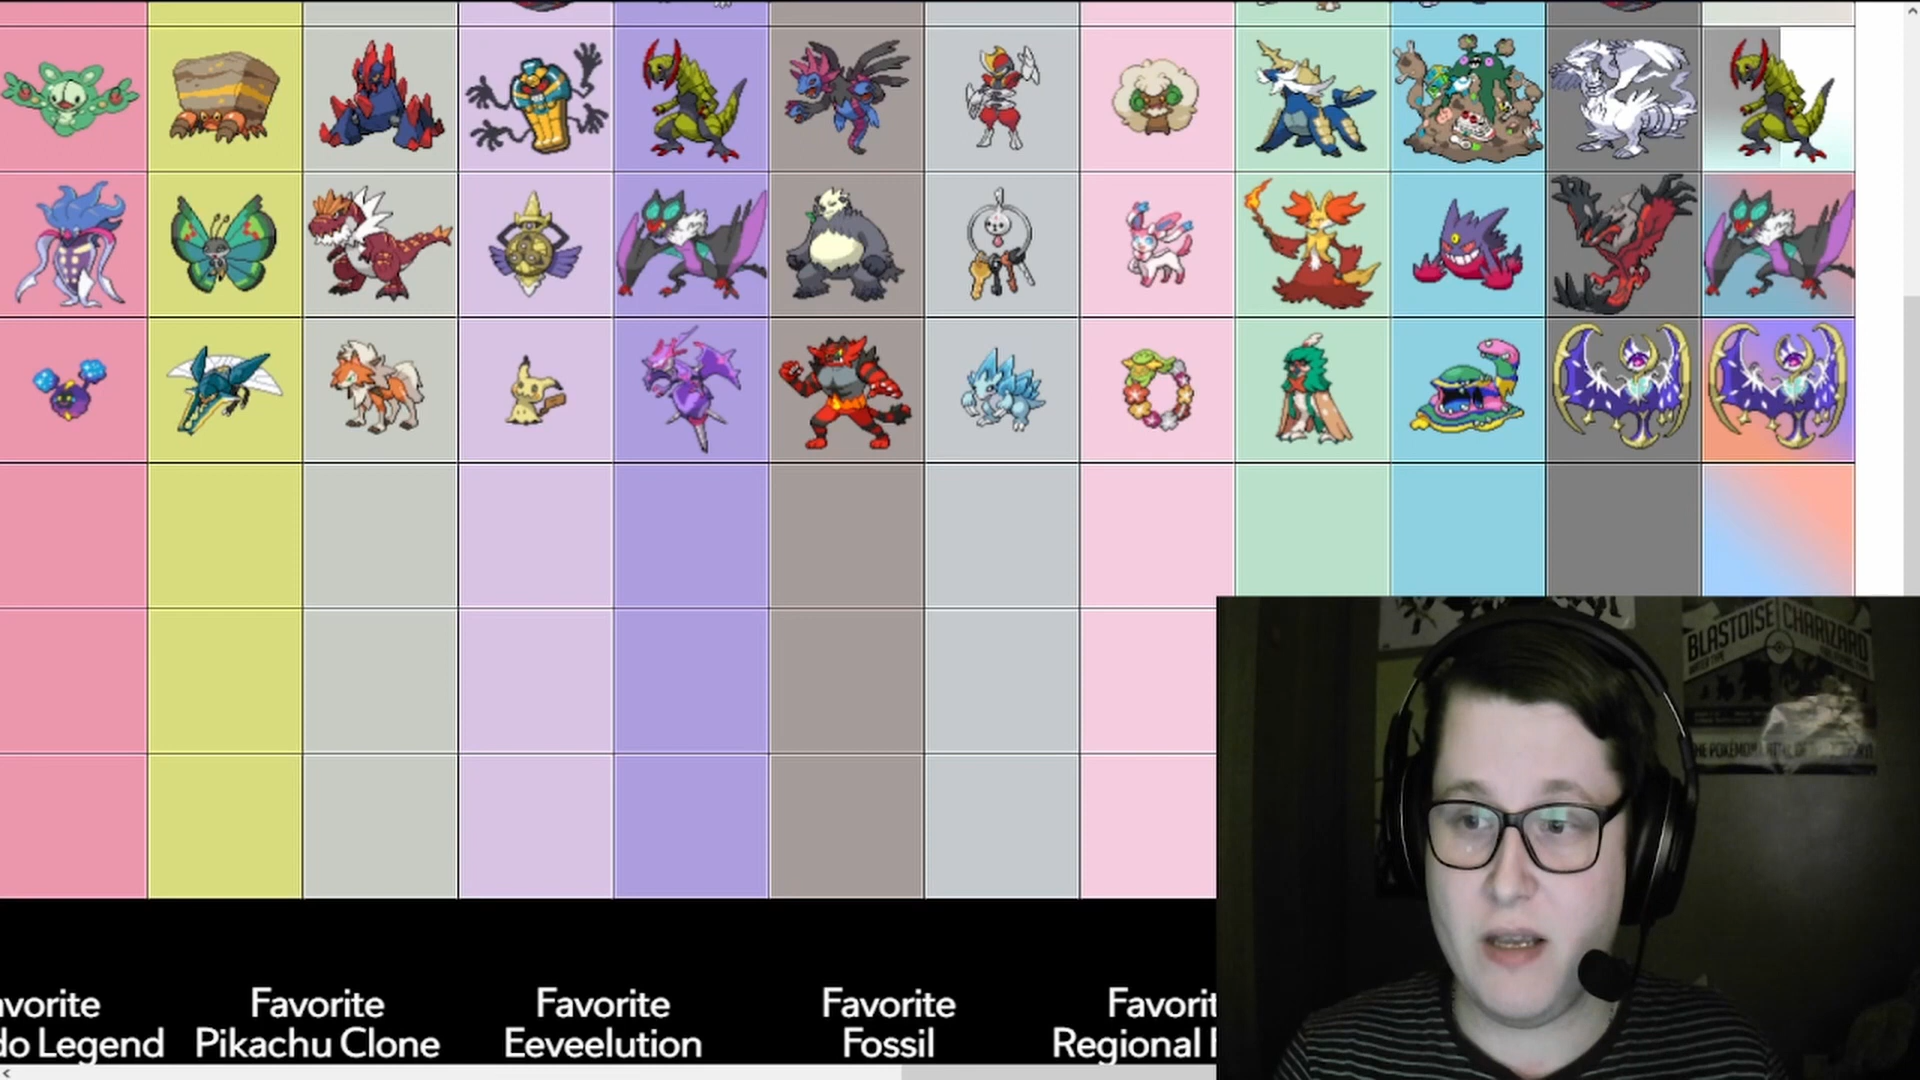 BLASTOISE CHARIZARD
avorite
do Legend
Favorite
Pikachu Clone
Favorite
Eeveelution
Favorite
Fossil
Favorit
Regional